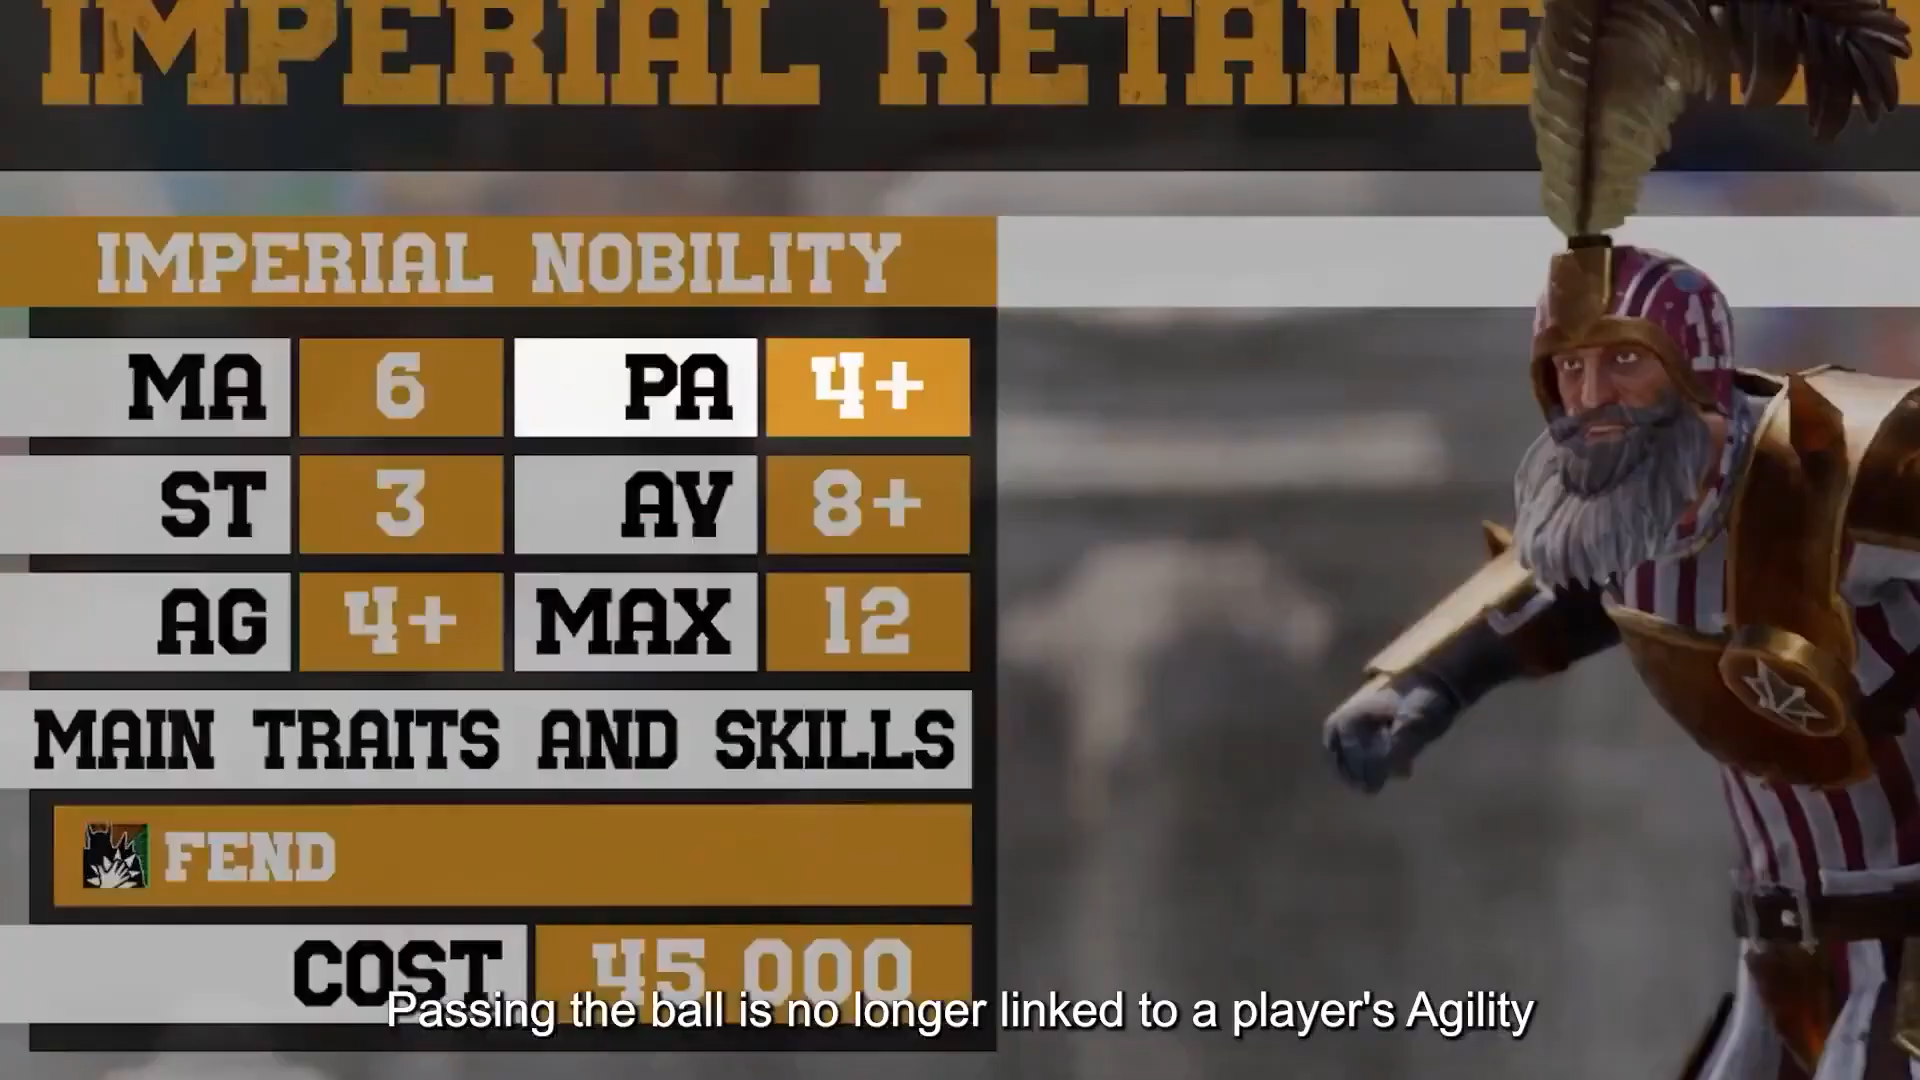 IMPERIAL RETAINE
IMPERIAL NOBILITY
MA 6 PA 4+
ST 3 AV 8+
AG 4+ MAX 12
MAIN TRAITS AND SKILLS
FEND
COST 45 000
Passing the ball is no longer linked to a player's Agility